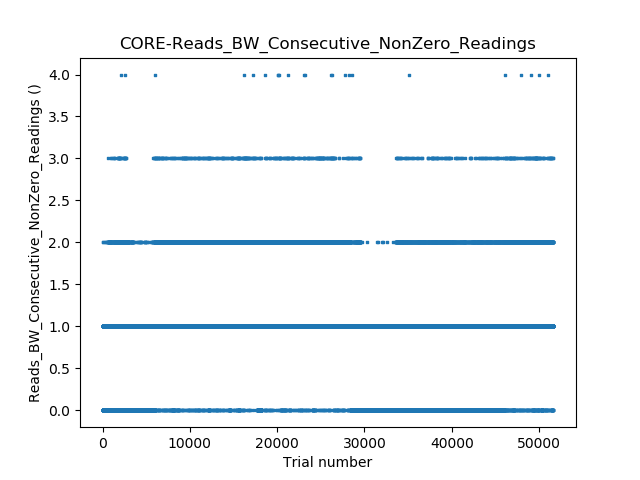 CORE-Reads_BW_Consecutive_NonZero_Readings
Reads_BW_Consecutive_NonZero_Readings ()
4.0
3.5
3.0
2.5
2.0
1.5
1.0
0.5
0.0
0 10000 20000 30000 40000 50000
Trial number